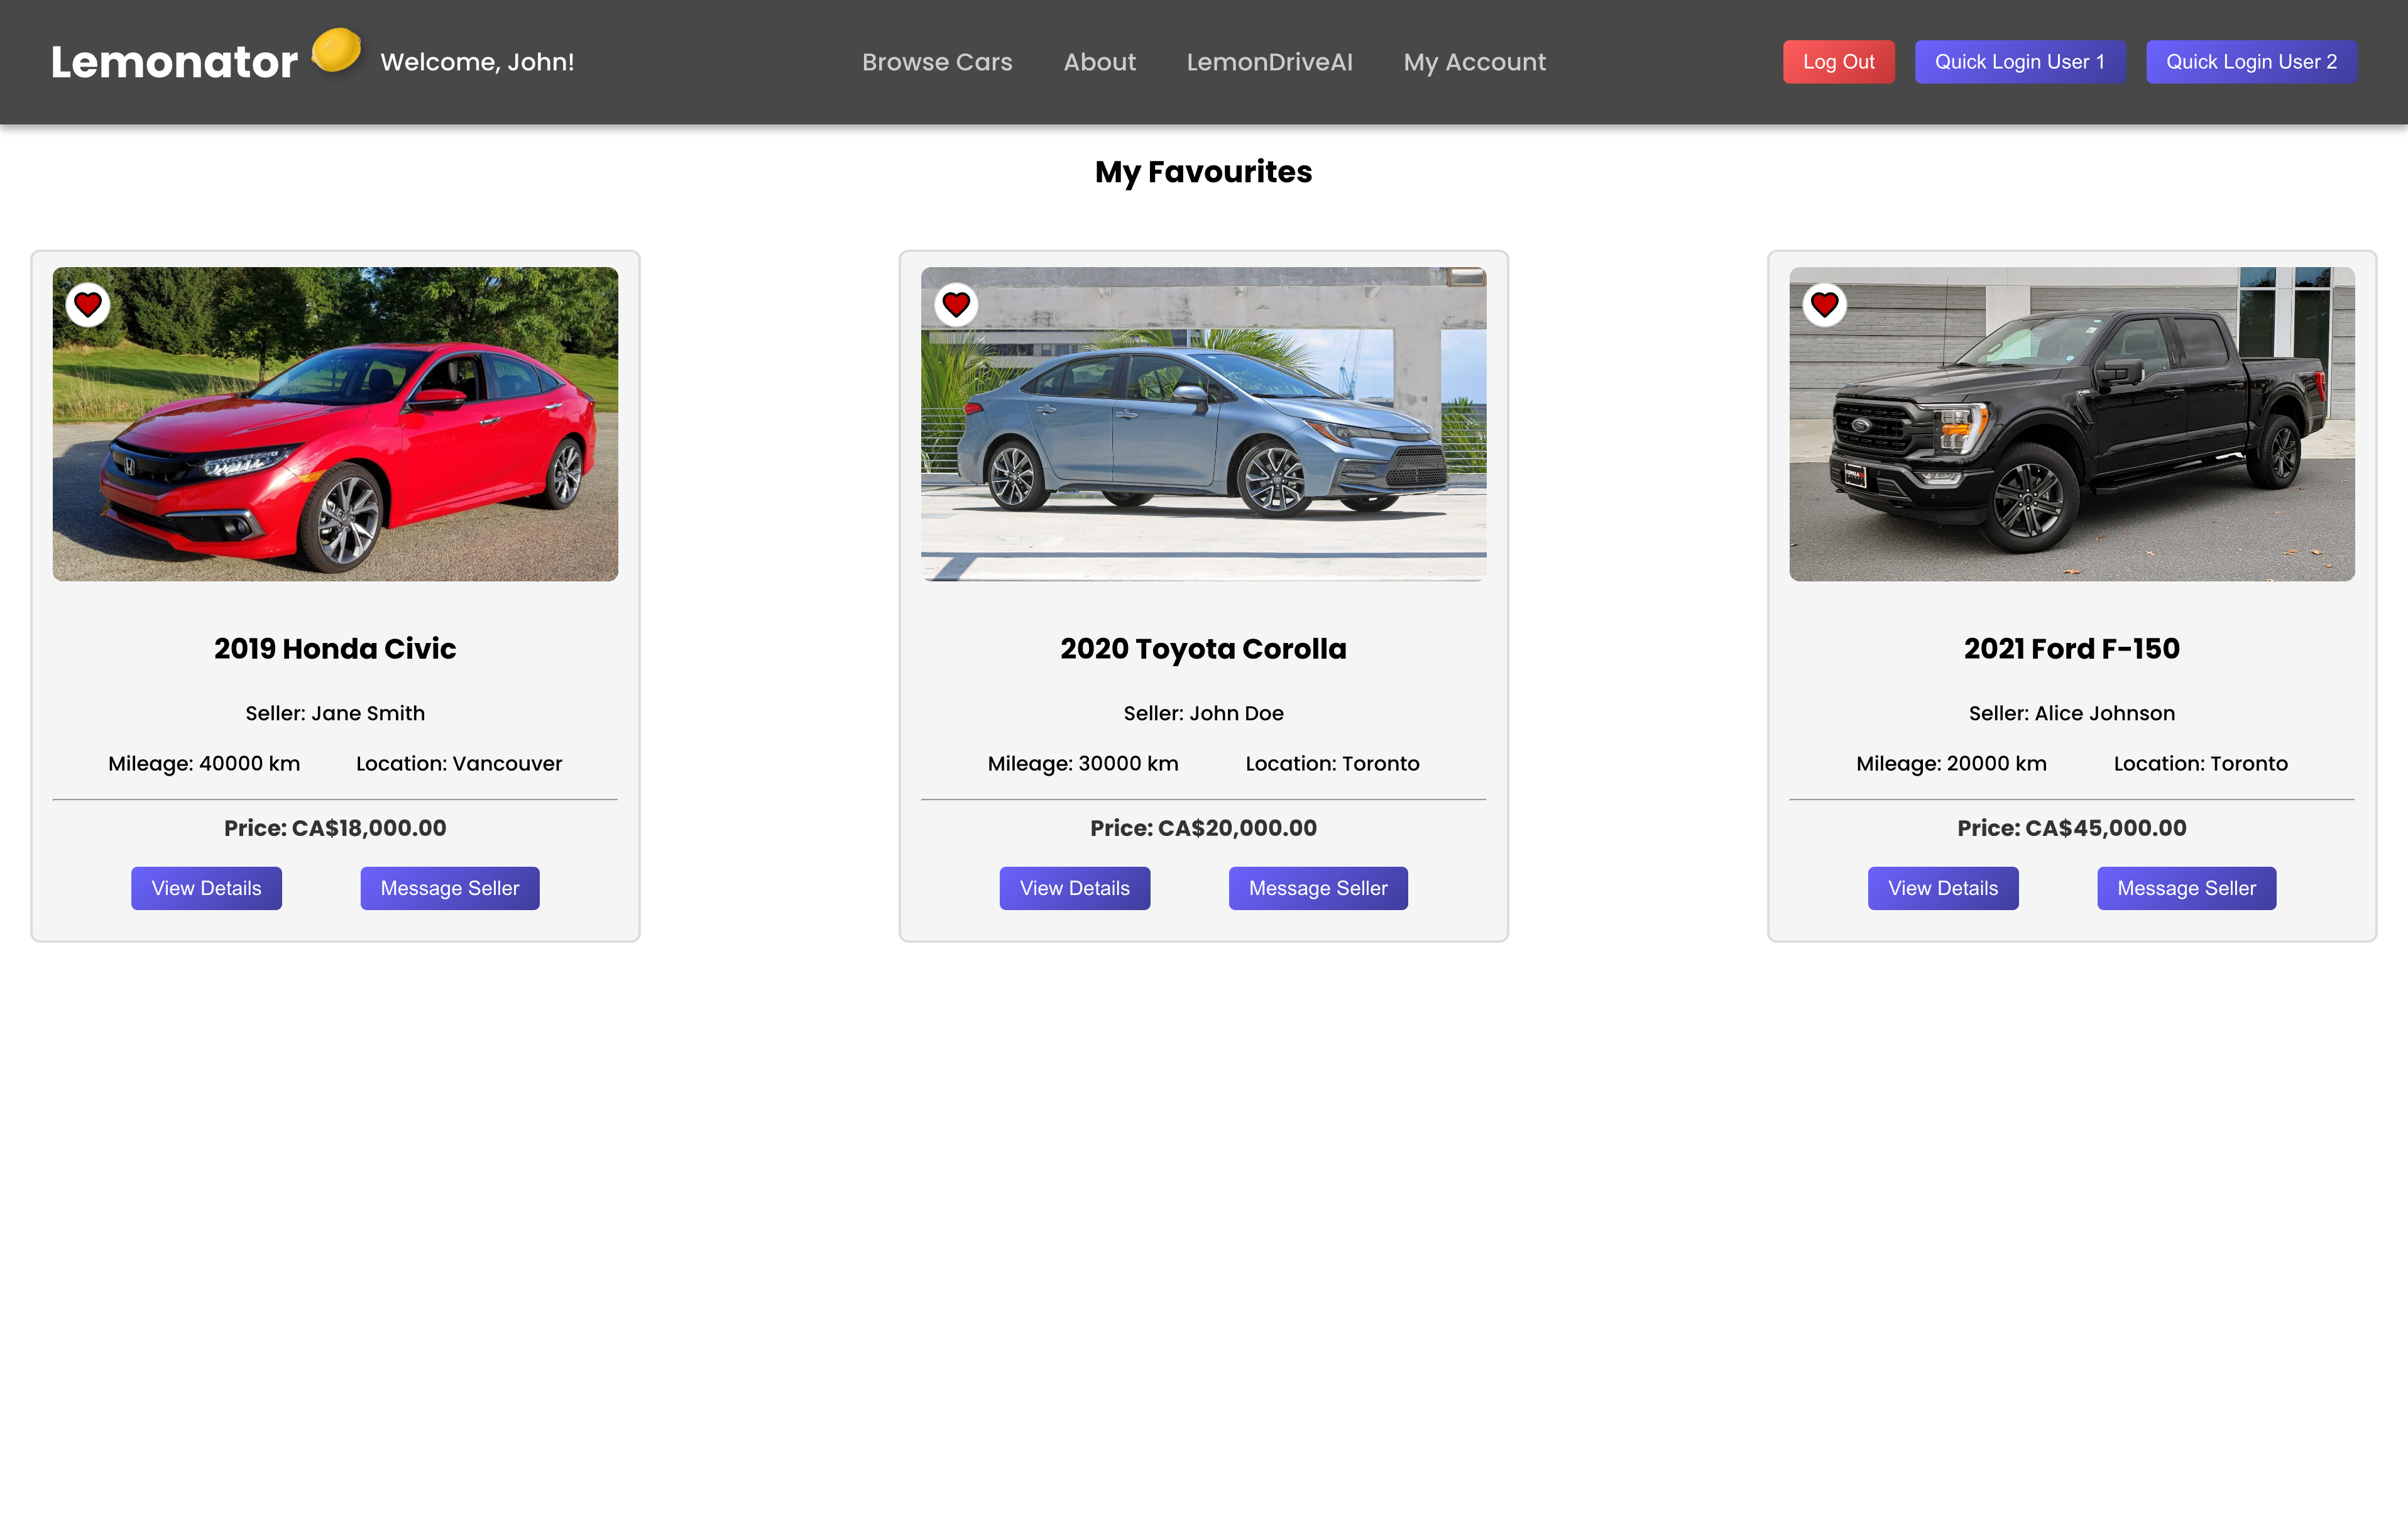 Lemonator
Welcome, John!
Browse Cars
About
LemonDriveAI
My Account
Log Out
Quick Login User 1
Quick Login User 2
My Favourites
2019 Honda Civic
Seller: Jane Smith
Mileage: 40000 km
Location: Vancouver
Price: CA$18,000.00
View Details
Message Seller
2020 Toyota Corolla
Seller: John Doe
Mileage: 30000 km
Location: Toronto
Price: CA$20,000.00
View Details
Message Seller
2021 Ford F-150
Seller: Alice Johnson
Mileage: 20000 km
Location: Toronto
Price: CA$45,000.00
View Details
Message Seller